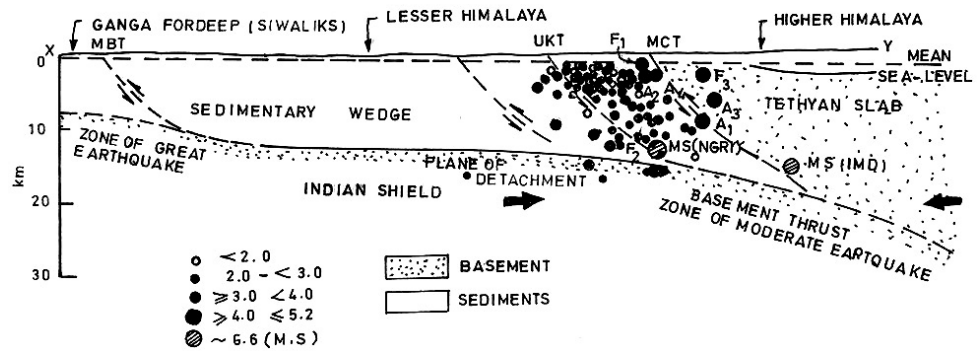 GANGA FORDEEP (SIWALIKS)
LESSER HIMALAYA
HIGHER HIMALAYA
X
MBT
UKT
F1
MCT
Y
MEAN
SEA-LEVEL
0
10
20
30
km
SEDIMENTARY WEDGE
A2
A4
F3
A3
A1
TETHYAN SLAB
ZONE OF GREAT
EARTHQUAKE
F2
MS(NGRI)
MS(IMD)
PLANE OF
DETACHMENT
INDIAN SHIELD
BASEMENT THRUST
ZONE OF MODERATE EARTHQUAKE
<2.0
2.0 - <3.0
≥3.0 <4.0
≥4.0 ≤5.2
~ 6.6 (M.S)
BASEMENT
SEDIMENTS